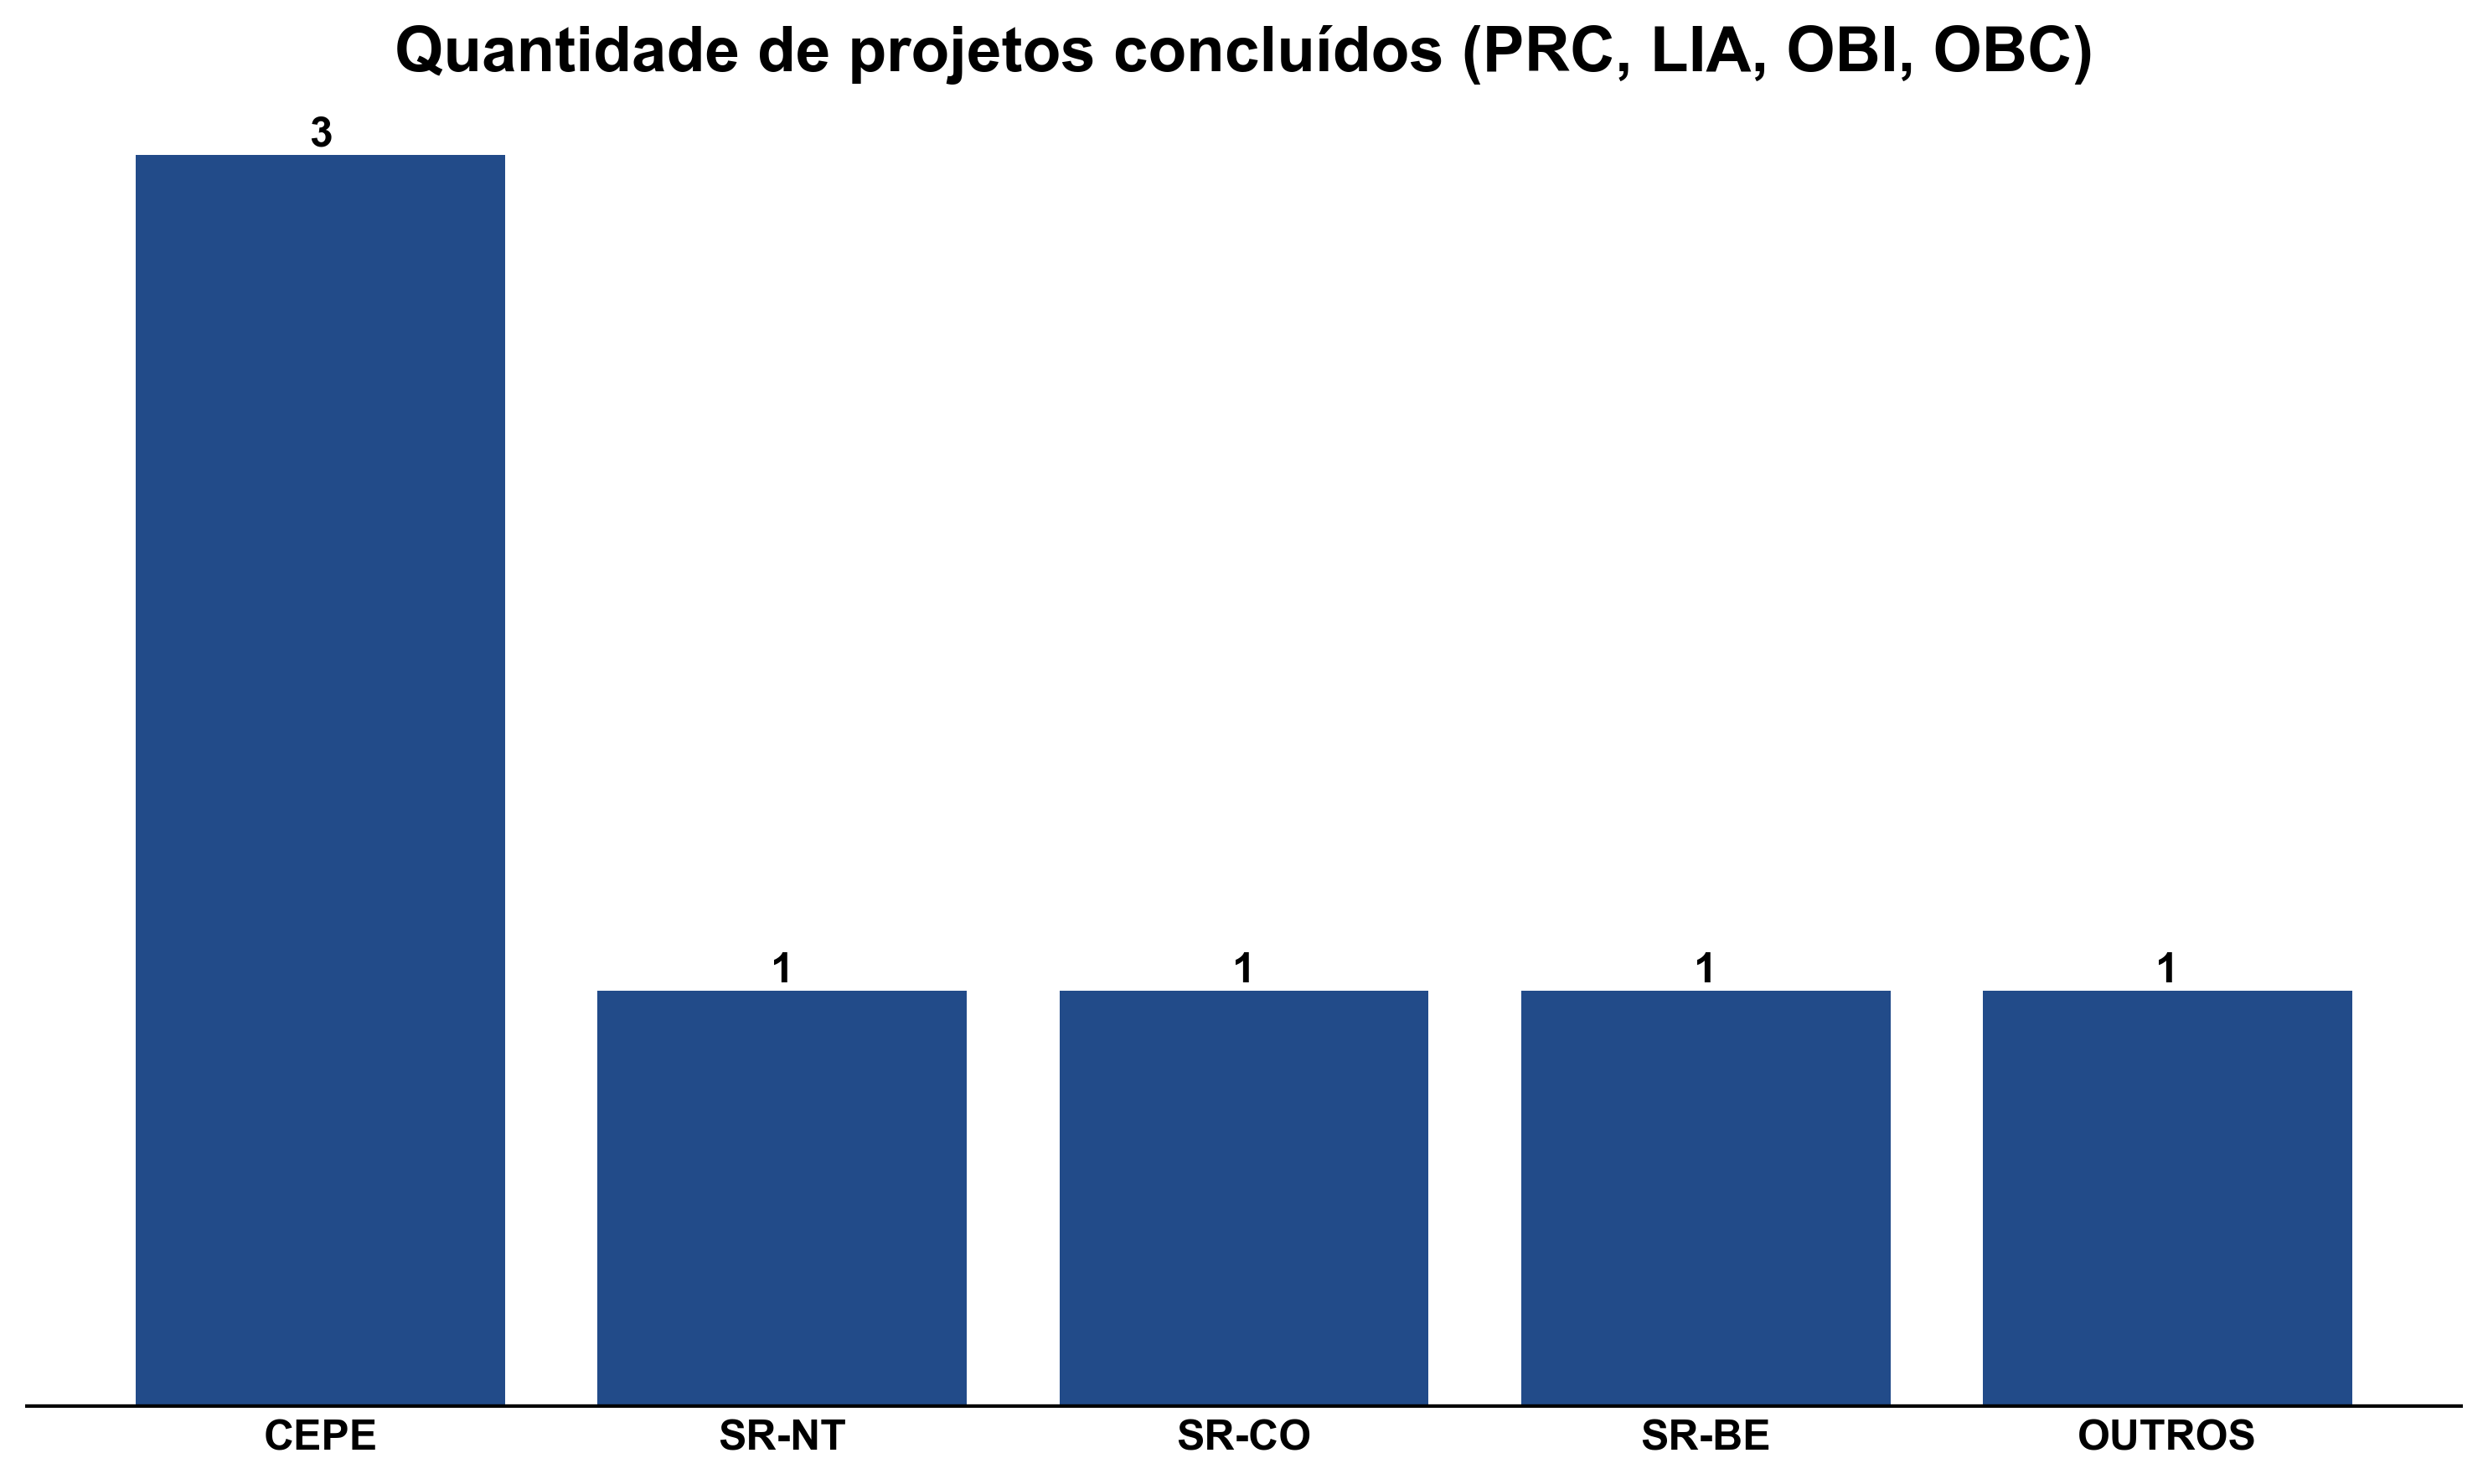 Quantidade de projetos concluídos (PRC, LIA, OBI, OBC)
3
1 1 1 1
CEPE SR-NT SR-CO SR-BE OUTROS